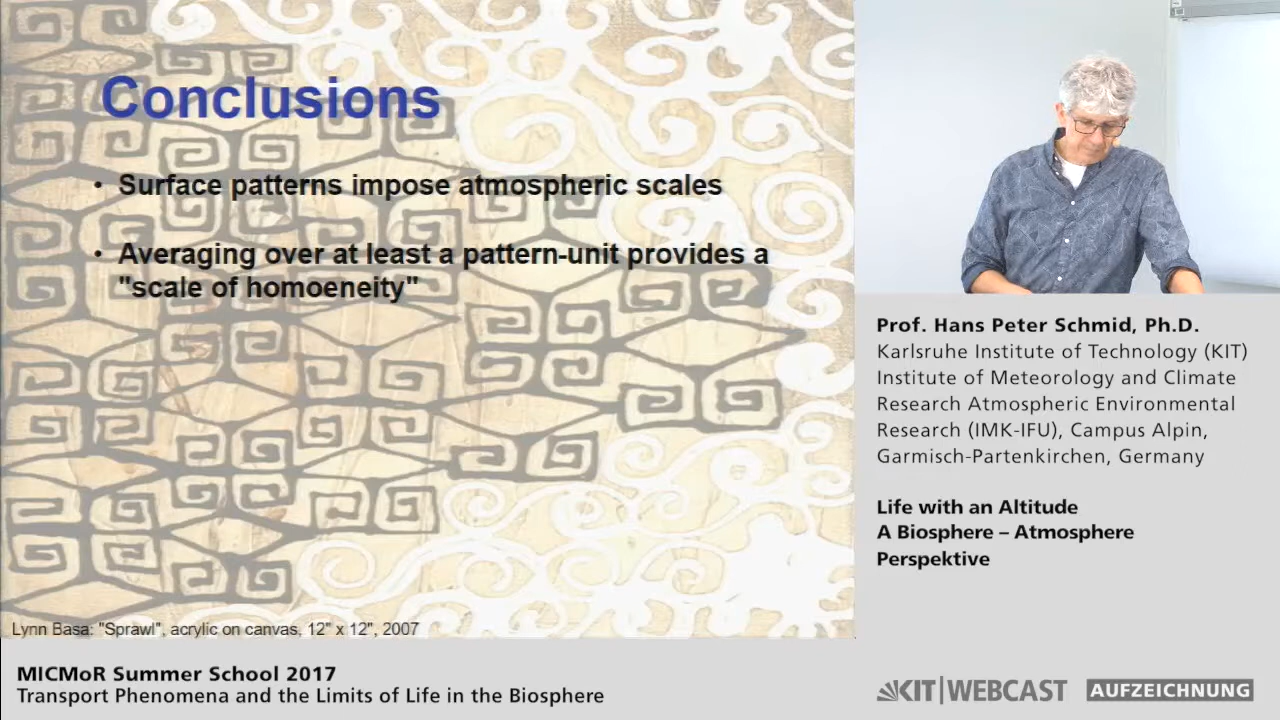 Conclusions
• Surface patterns impose atmospheric scales
• Averaging over at least a pattern-unit provides a
"scale of homoeneity"
Lynn Basa: "Sprawl", acrylic on canvas, 12" x 12", 2007
Prof. Hans Peter Schmid, Ph.D.
Karlsruhe Institute of Technology (KIT)
Institute of Meteorology and Climate
Research Atmospheric Environmental
Research (IMK-IFU), Campus Alpin,
Garmisch-Partenkirchen, Germany
Life with an Altitude
A Biosphere – Atmosphere
Perspektive
MICMoR Summer School 2017
Transport Phenomena and the Limits of Life in the Biosphere
KIT|WEBCAST AUFZEICHNUNG